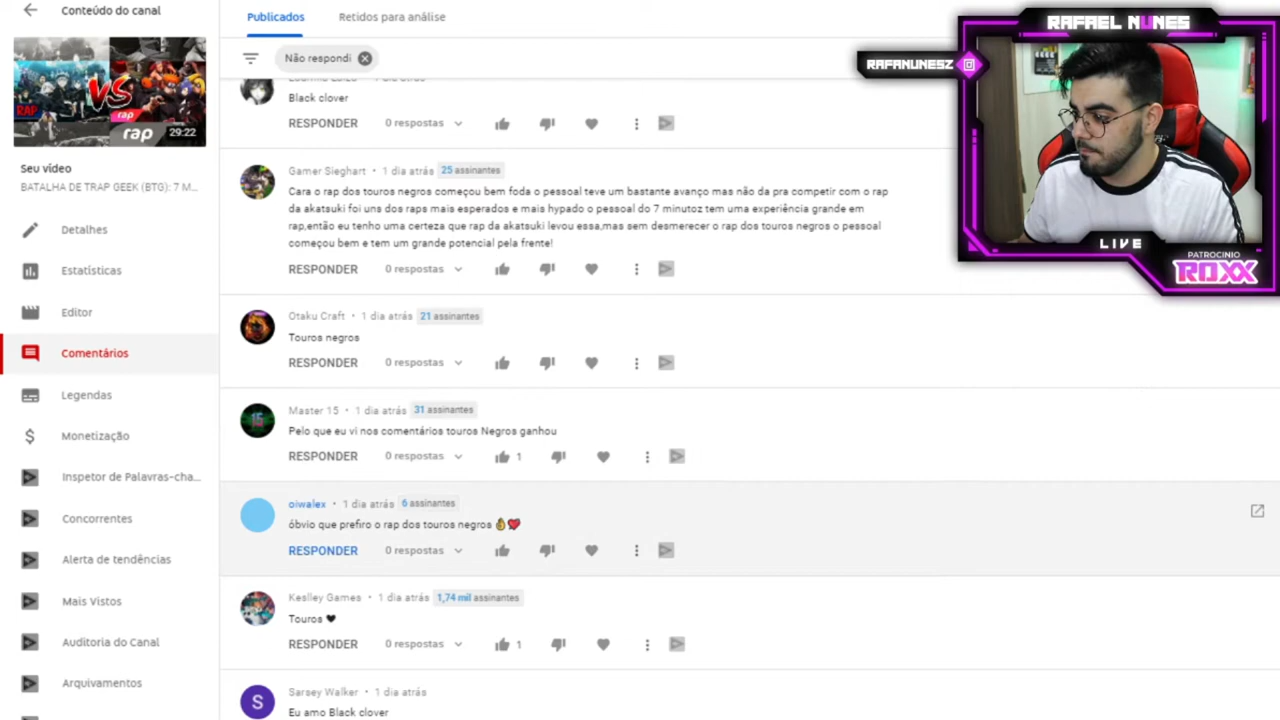 Conteúdo do canal
RAP
VS
rap
rap
29:22
Seu vídeo
BATALHA DE TRAP GEEK (BTG): 7 M...
Detalhes
Estatísticas
Editor
Comentários
Legendas
Monetização
Inspetor de Palavras-cha...
Concorrentes
Alerta de tendências
Mais Vistos
Auditoria do Canal
Arquivamentos
Publicados
Retidos para análise
Não respondi
Black clover
RESPONDER 0 respostas
Gamer Sieghart • 1 dia atrás 25 assinantes
Cara o rap dos touros negros começou bem foda o pessoal teve um bastante avanço mas não da pra competir com o rap
da akatsuki foi uns dos raps mais esperados e mais hypado o pessoal do 7 minutoz tem uma experiência grande em
rap,então eu tenho uma certeza que rap da akatsuki levou essa,mas sem desmerecer o rap dos touros negros o pessoal
começou bem e tem um grande potencial pela frente!
RESPONDER 0 respostas
Otaku Craft • 1 dia atrás 21 assinantes
Touros negros
RESPONDER 0 respostas
15
Master 15 • 1 dia atrás 31 assinantes
Pelo que eu vi nos comentários touros Negros ganhou
RESPONDER 0 respostas 1
oiwalex • 1 dia atrás 6 assinantes
óbvio que prefiro o rap dos touros negros 👌💘
RESPONDER 0 respostas
Keslley Games • 1 dia atrás 1,74 mil assinantes
Touros ❤
RESPONDER 0 respostas 1
S
Sarsey Walker • 1 dia atrás
Eu amo Black clover
RAFAEL NUNES
RAFANUNESZ
LIVE
PATROCINIO
ROXX